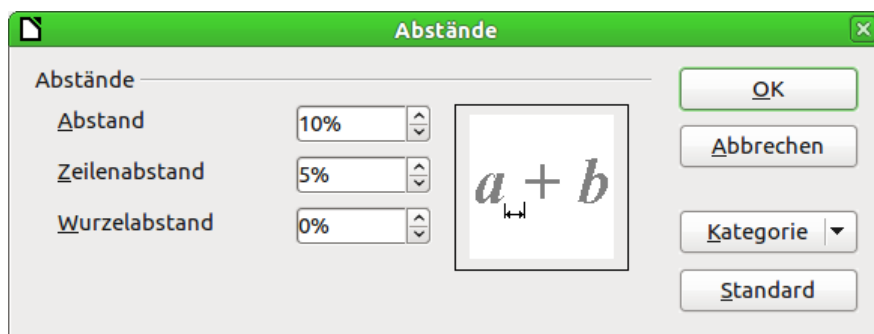 Abstände
Abstände
Abstand 10%
Zeilenabstand 5%
Wurzelabstand 0%
a + b
OK
Abbrechen
Kategorie
Standard